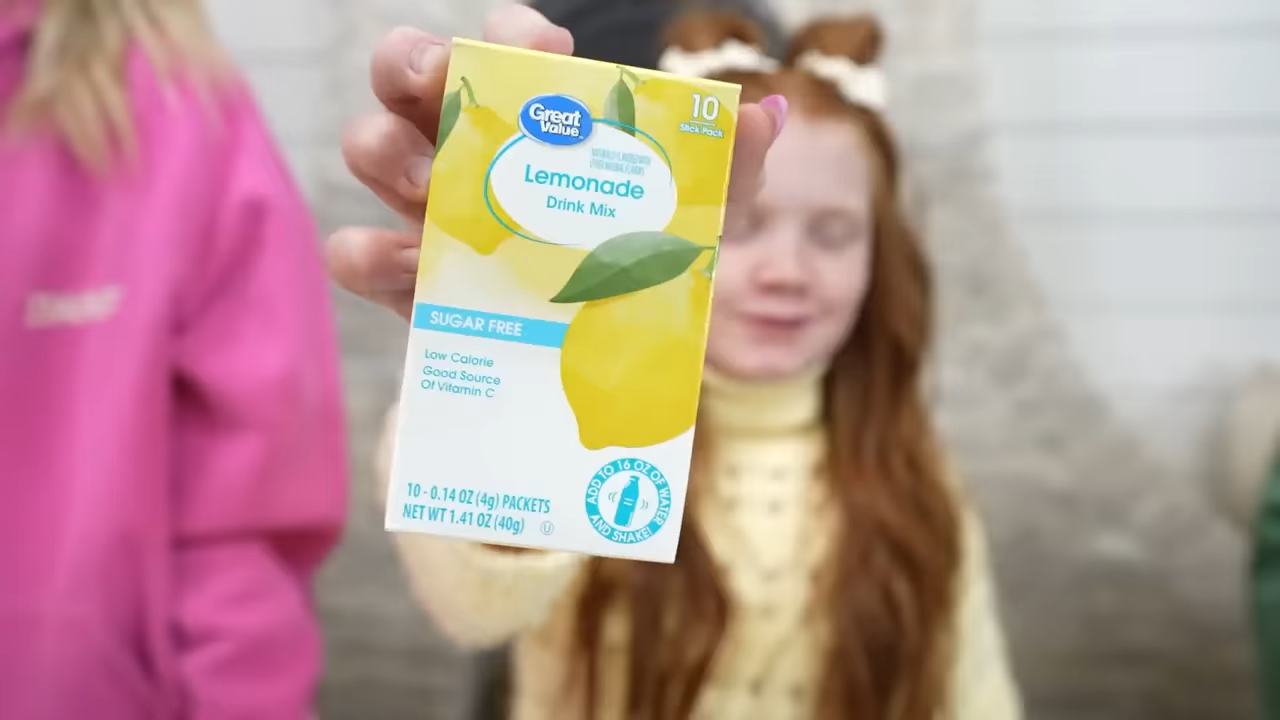 Great
Value
10
Stick Pack
Lemonade
Drink Mix
SUGAR FREE
Low Calorie
Good Source
Of Vitamin C
10 - 0.14 OZ (4g) PACKETS
NET WT 1.41 OZ (40g)
U
ADD TO 16 OZ OF WATER
AND SHAKE!